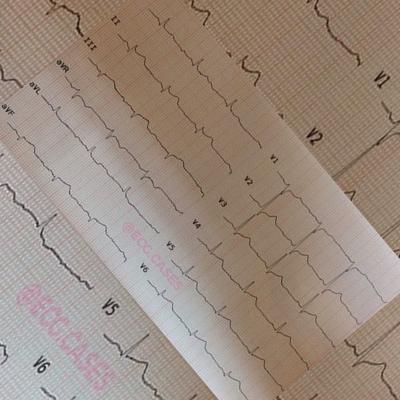 II
III
aVR
aVL
aVF
V1
V2
V3
V4
V5
V6
@ECG.CASES
V1
V2
V5
V6
@ECG.CASES